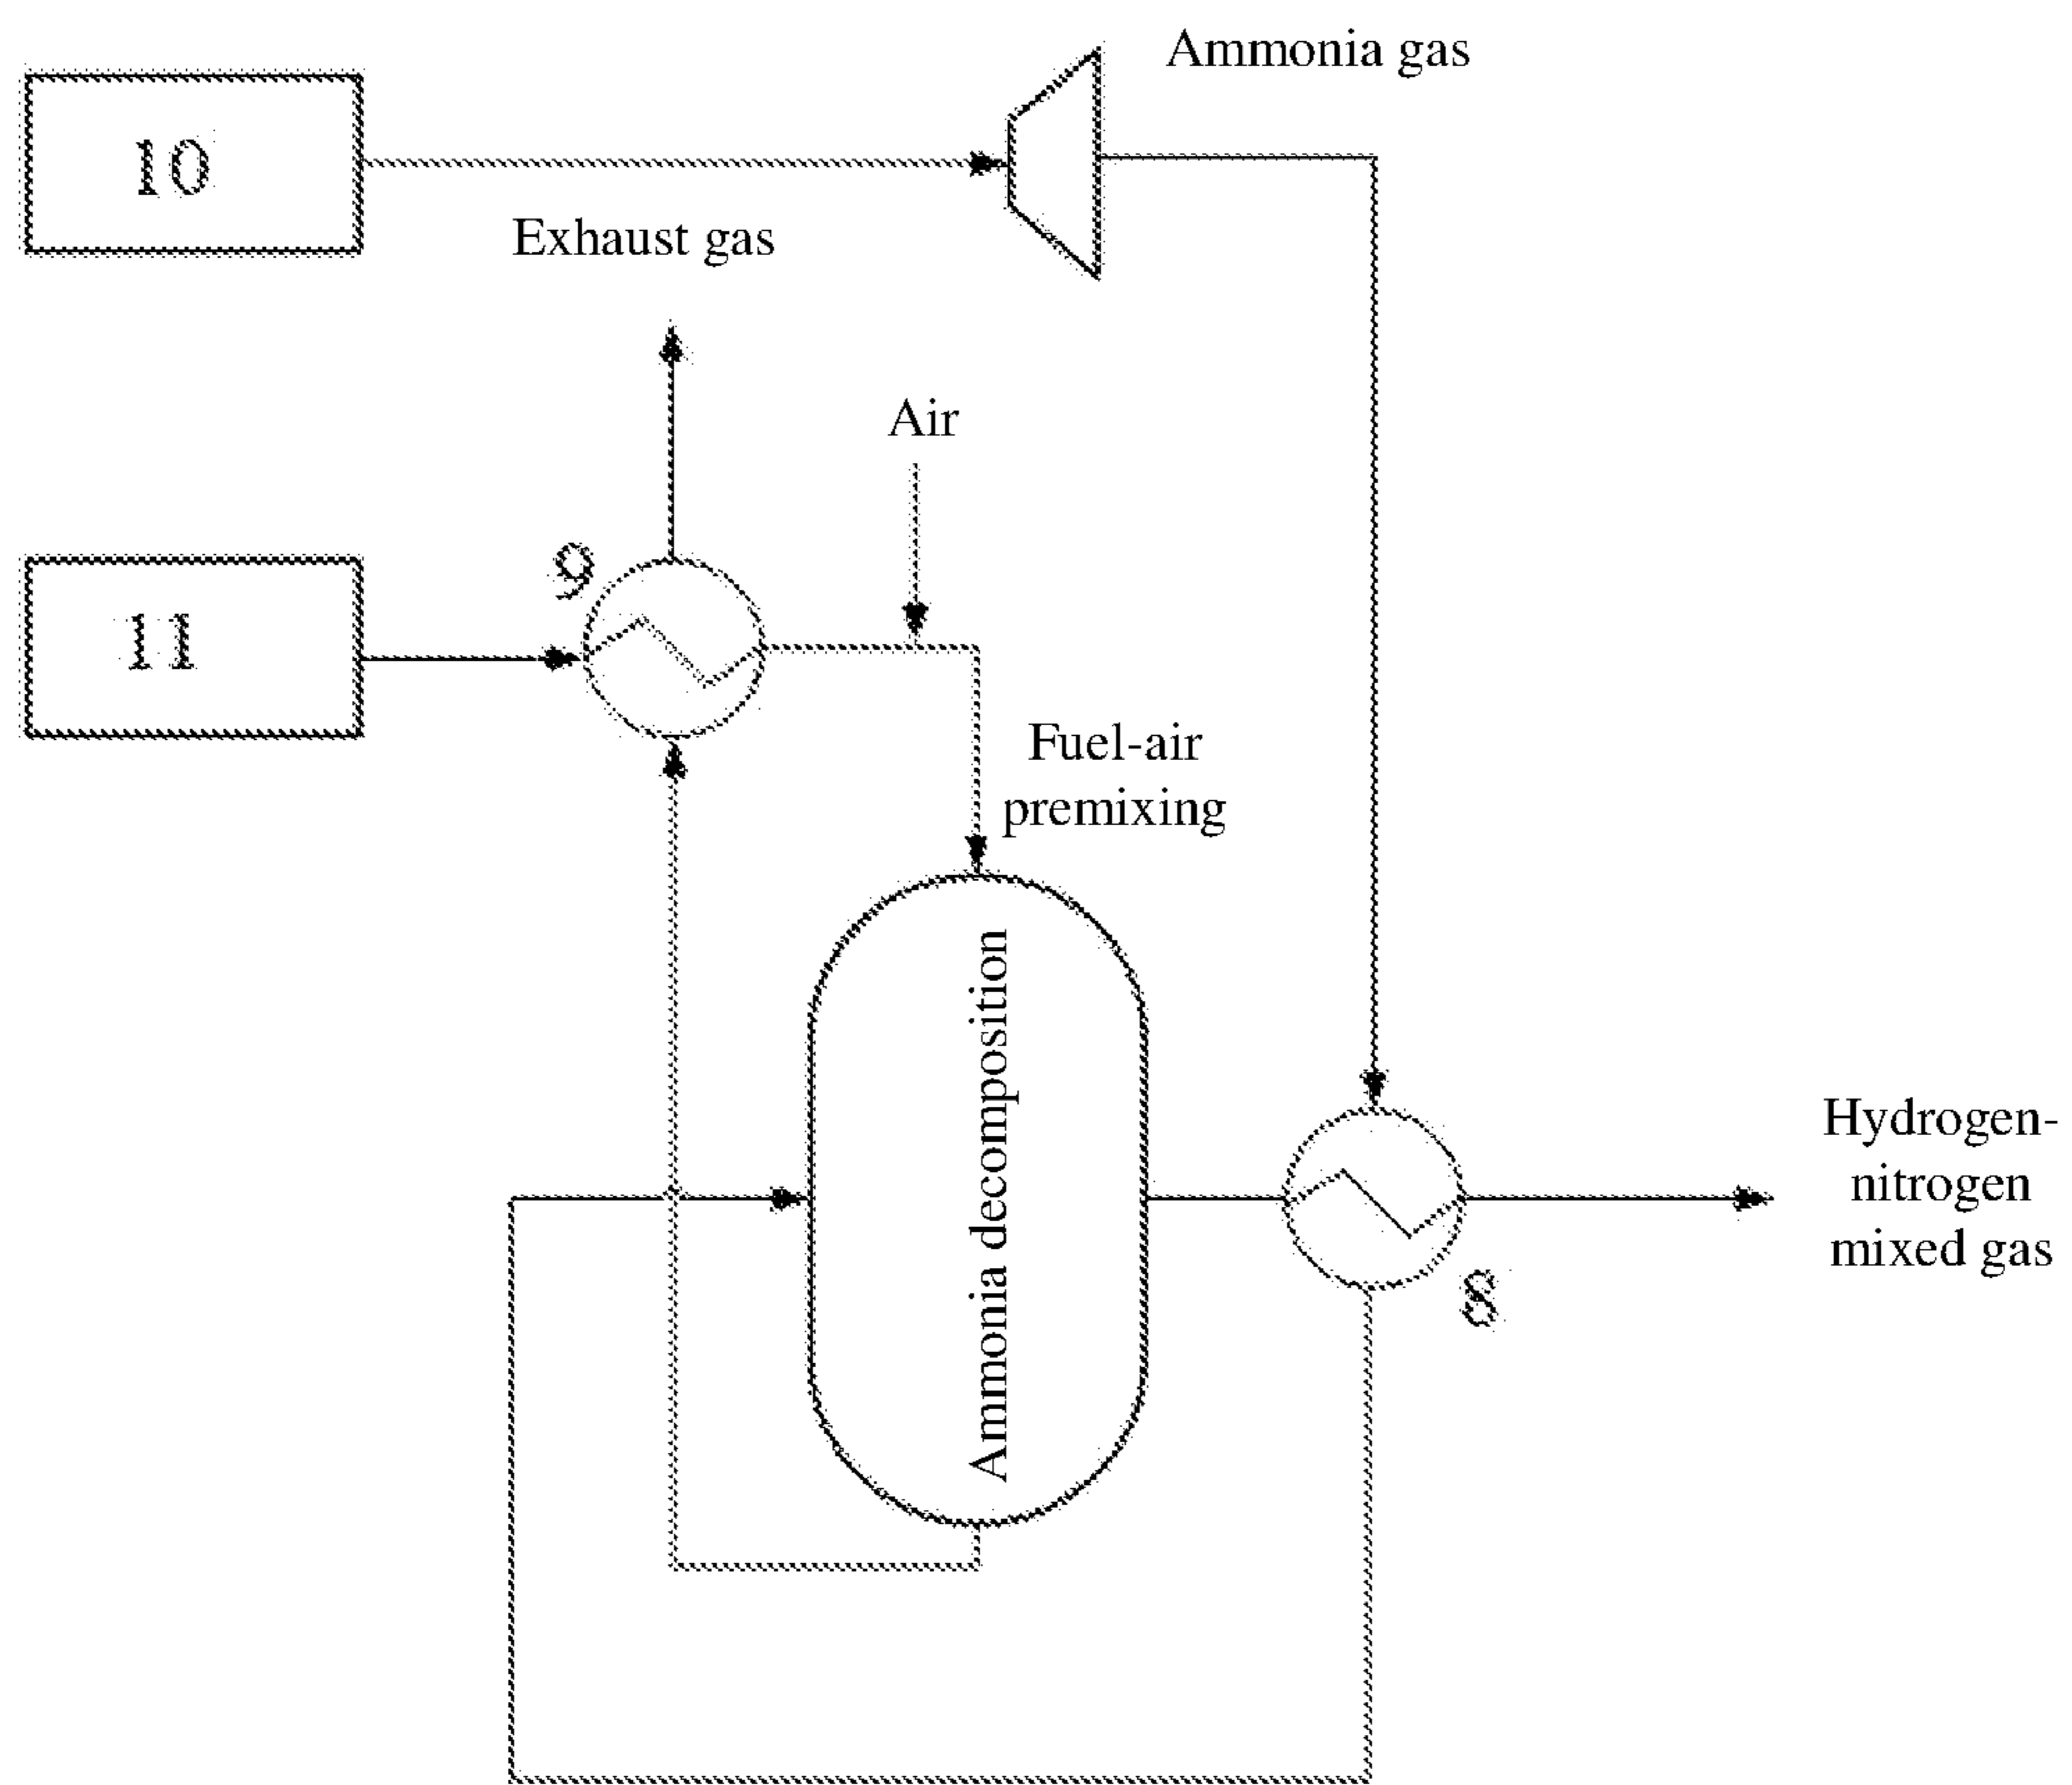 Ammonia gas
10
Exhaust gas
Air
9
11
Fuel-air
premixing
Ammonia decomposition
Hydrogen-
nitrogen
mixed gas
8